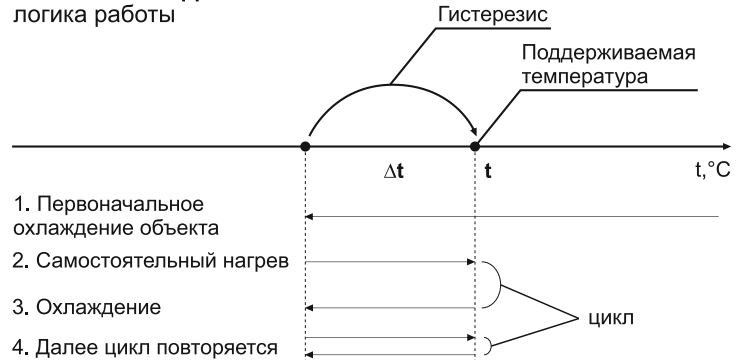 логика работы
Гистерезис
Поддерживаемая
температура
Δt
t
t,°C
1. Первоначальное
охлаждение объекта
2. Самостоятельный нагрев
3. Охлаждение
цикл
4. Далее цикл повторяется